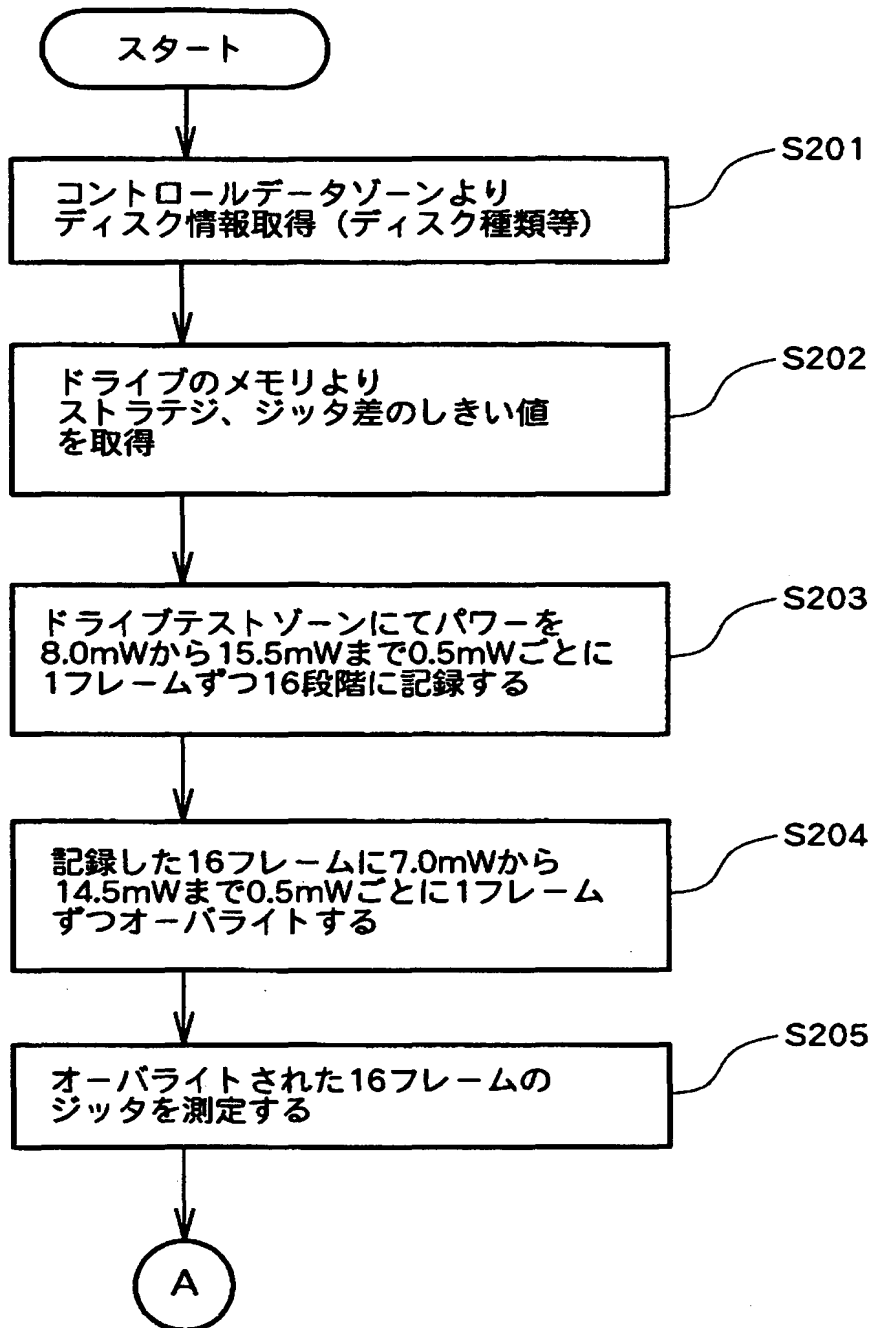 スタート
S201
コントロールデータゾーンより
ディスク情報取得（ディスク種類等）
S202
ドライブのメモリより
ストラテジ、ジッタ差のしきい値
を取得
S203
ドライブテストゾーンにてパワーを
8.0mWから15.5mWまで0.5mWごとに
1フレームずつ16段階に記録する
S204
記録した16フレームに7.0mWから
14.5mWまで0.5mWごとに1フレーム
ずつオーバライトする
S205
オーバライトされた16フレームの
ジッタを測定する
A